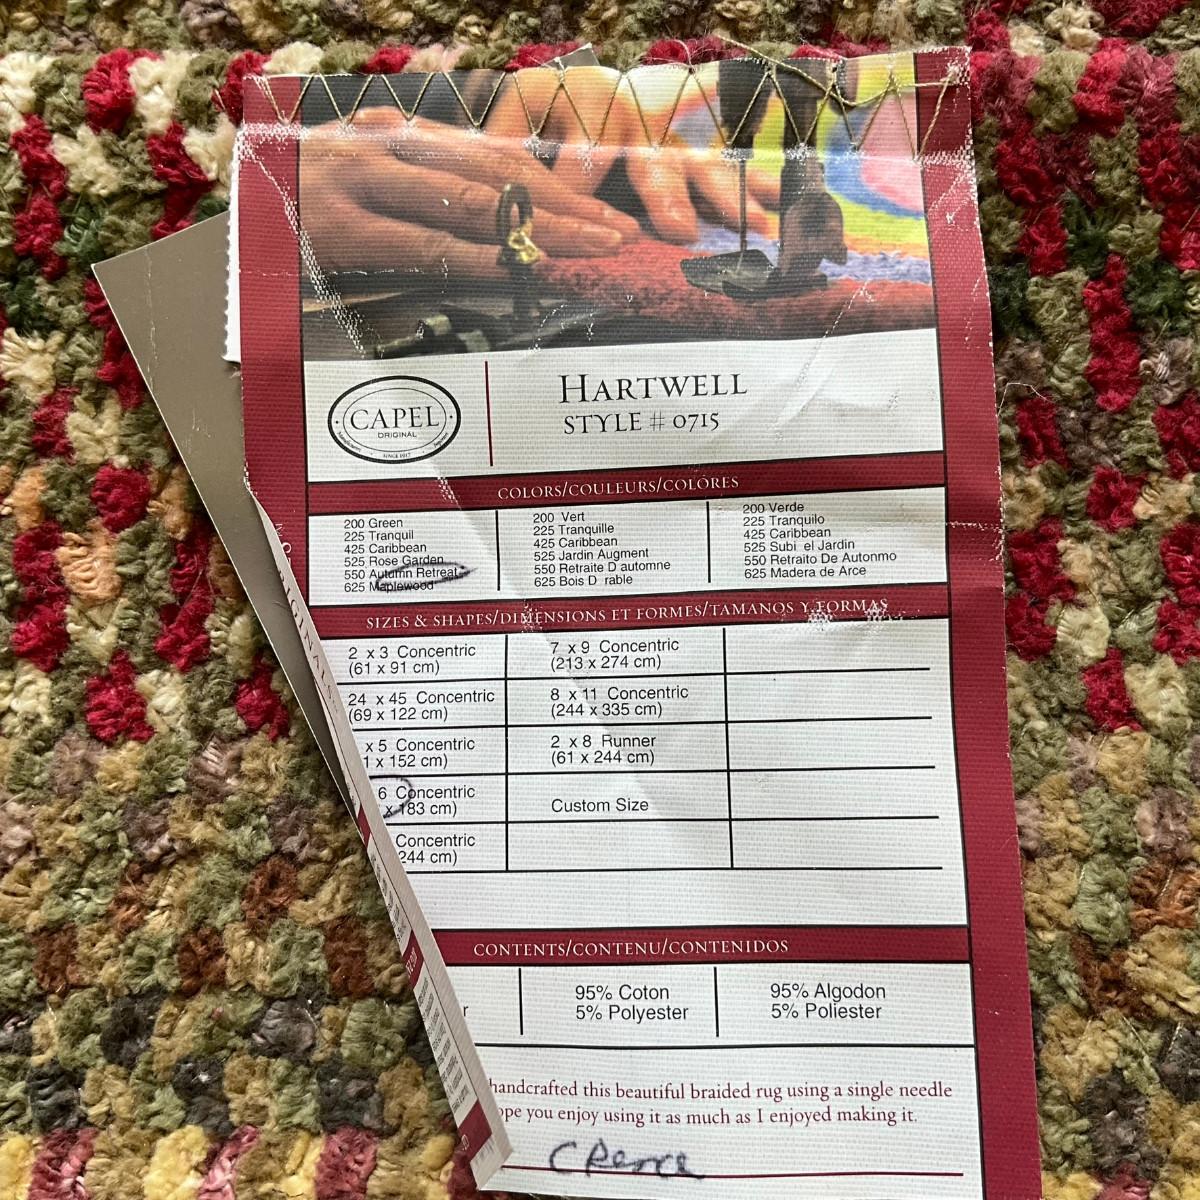 HARTWELL
STYLE # 0715
CAPEL
ORIGINAL
SINCE 1917
COLORS/COULEURS/COLÓRES
200 Green
225 Tranquil
425 Caribbean
525 Rose Garden
550 Autumn Retreat
625 Maplewood
200 Vert
225 Tranquille
425 Caribbean
525 Jardin Augment
550 Retraite D automne
625 Bois D rable
200 Verde
225 Tranquilo
425 Caribbean
525 Subi el Jardin
550 Retraito De Autonmo
625 Madera de Arce
SIZES & SHAPES/DIMENSIONS ET FORMES/TAMANOS Y FORMAS
2 x 3 Concentric
(61 x 91 cm)
24 x 45 Concentric
(69 x 122 cm)
x 5 Concentric
1 x 152 cm)
6 Concentric
x 183 cm)
Concentric
244 cm)
7 x 9 Concentric
(213 x 274 cm)
8 x 11 Concentric
(244 x 335 cm)
2 x 8 Runner
(61 x 244 cm)
Custom Size
CONTENTS/CONTENU/CONTENIDOS
r
95% Coton
5% Polyester
95% Algodon
5% Poliester
handcrafted this beautiful braided rug using a single needle
ope you enjoy using it as much as I enjoyed making it.